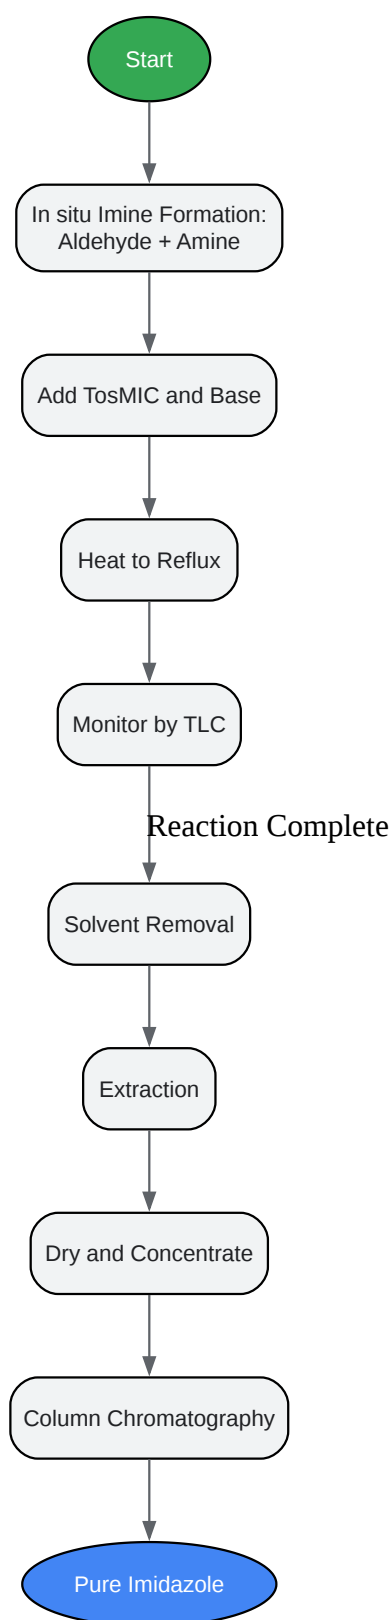 Start
In situ Imine Formation:
Aldehyde + Amine
Add TosMIC and Base
Heat to Reflux
Monitor by TLC
Reaction Complete
Solvent Removal
Extraction
Dry and Concentrate
Column Chromatography
Pure Imidazole